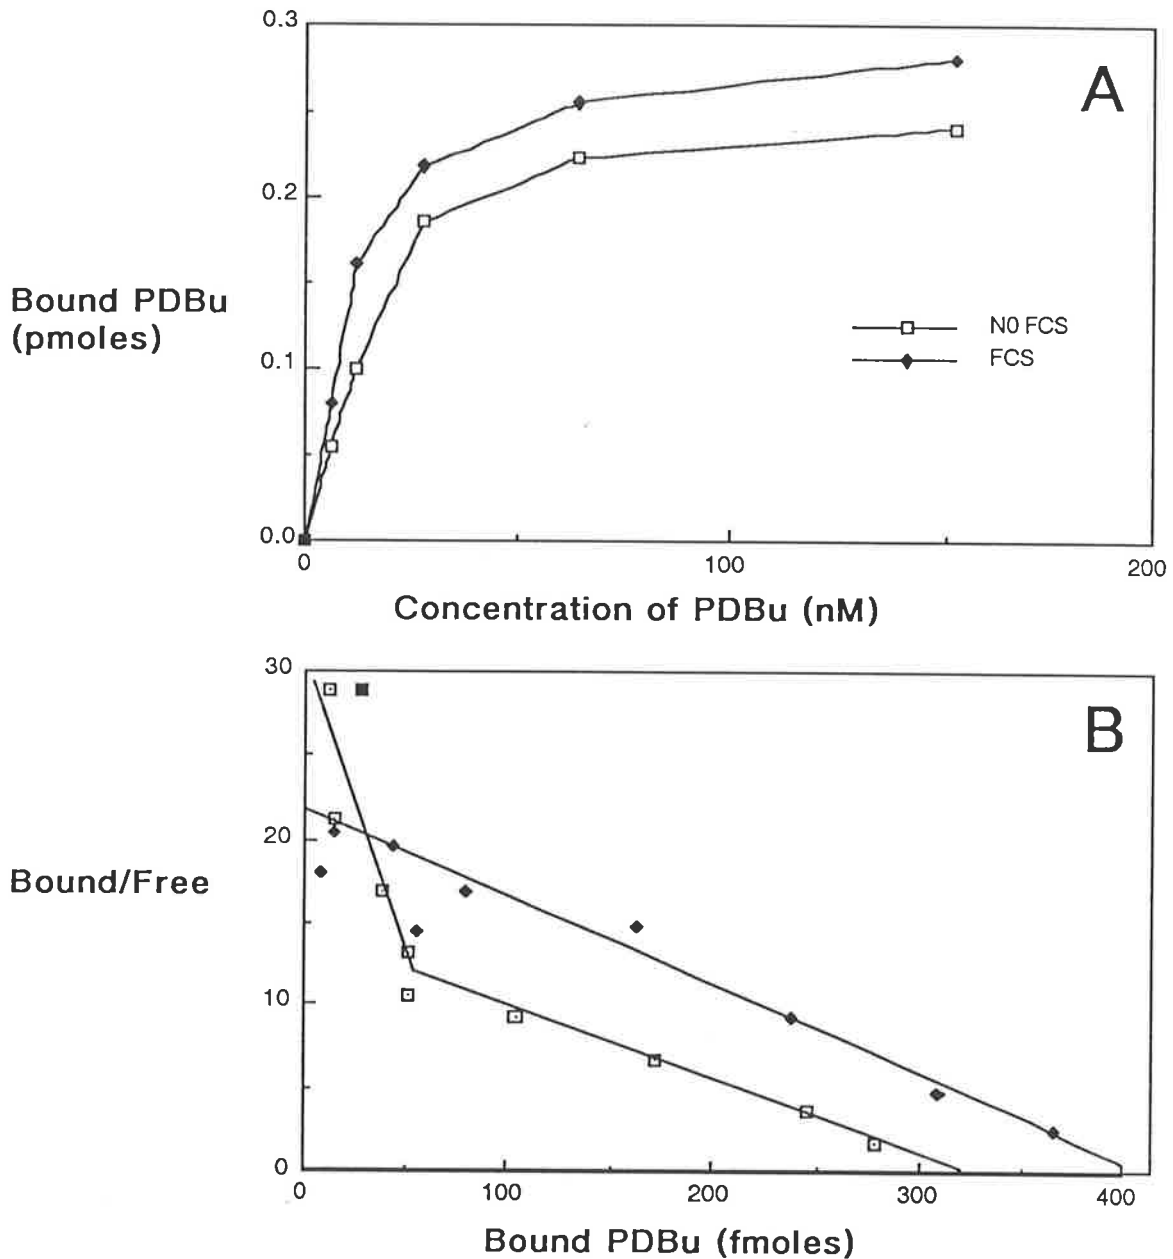 0.3
A
0.2
Bound PDBu
(pmoles)
N0 FCS
FCS
0.1
0.0
0
100
200
Concentration of PDBu (nM)
30
B
20
Bound/Free
10
0
0
100
200
300
400
Bound PDBu (fmoles)